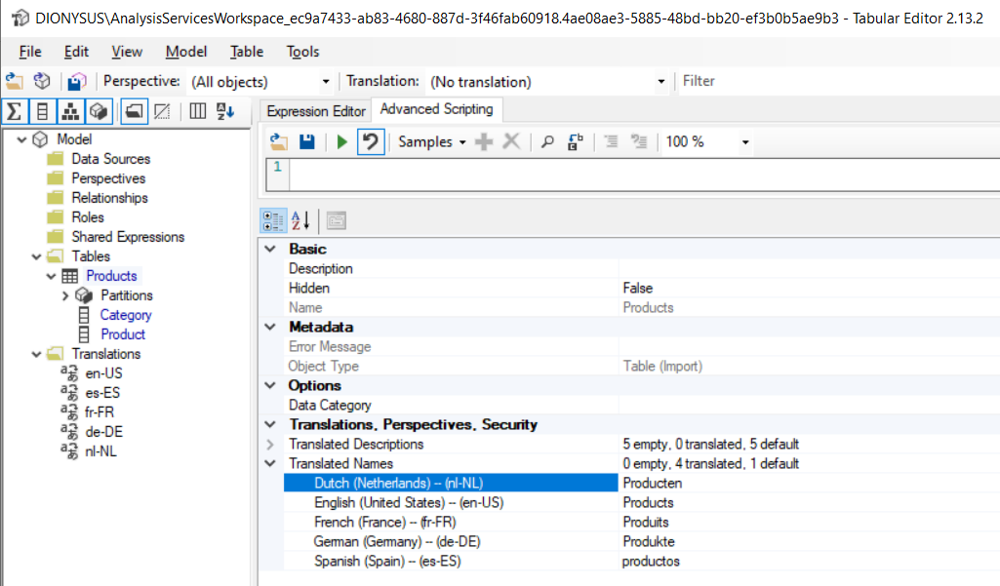 DIONYSUS\AnalysisServicesWorkspace_ec9a7433-ab83-4680-887d-3f46fab60918.4ae08ae3-5885-48bd-bb20-ef3b0b5ae9b3 - Tabular Editor 2.13.2
File Edit View Model Table Tools
Perspective: (All objects) Translation: (No translation) Filter
Expression Editor Advanced Scripting
Samples 100 %
1
Model
Data Sources
Perspectives
Relationships
Roles
Shared Expressions
Tables
Products
Partitions
Category
Product
Translations
en-US
es-ES
fr-FR
de-DE
nl-NL
Basic
Description
Hidden False
Name Products
Metadata
Error Message
Object Type Table (Import)
Options
Data Category
Translations, Perspectives, Security
Translated Descriptions 5 empty, 0 translated, 5 default
Translated Names 0 empty, 4 translated, 1 default
Dutch (Netherlands) -- (nl-NL) Producten
English (United States) -- (en-US) Products
French (France) -- (fr-FR) Produits
German (Germany) -- (de-DE) Produkte
Spanish (Spain) -- (es-ES) productos